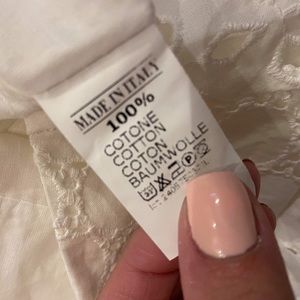 MADE IN ITALY
100%
COTONE
COTTON
COTON
BAUMWOLLE
P